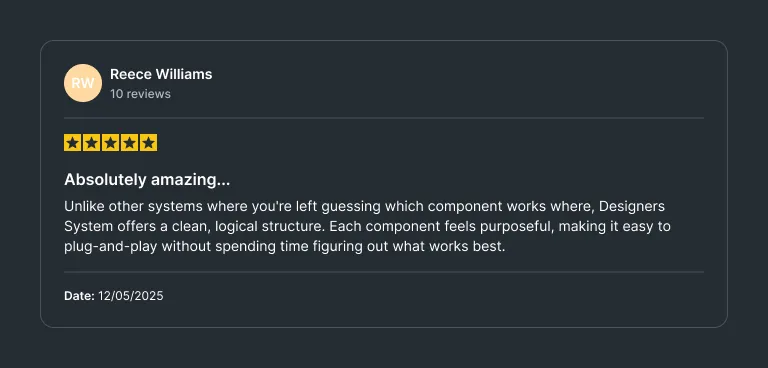 RW
Reece Williams
10 reviews
Absolutely amazing...
Unlike other systems where you're left guessing which component works where, Designers
System offers a clean, logical structure. Each component feels purposeful, making it easy to
plug-and-play without spending time figuring out what works best.
Date: 12/05/2025